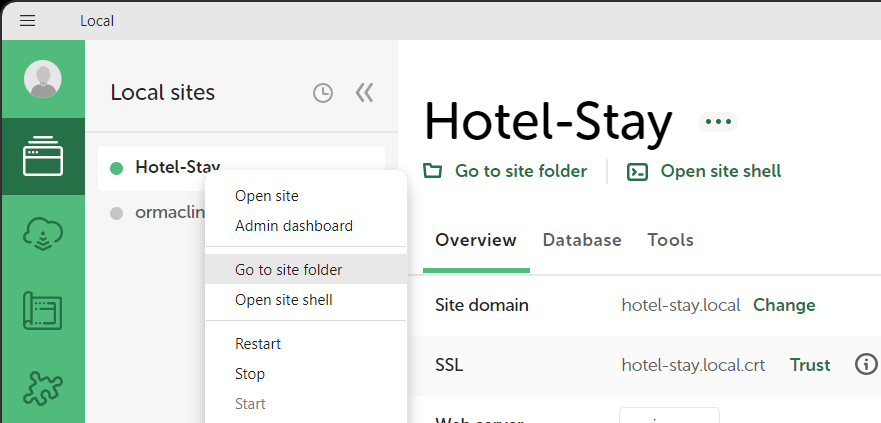 Local
Local sites
Hotel-Stay
ormaclin
Open site
Admin dashboard
Go to site folder
Open site shell
Restart
Stop
Start
Hotel-Stay
Go to site folder
Open site shell
Overview Database Tools
Site domain hotel-stay.local Change
SSL hotel-stay.local.crt Trust
Web server